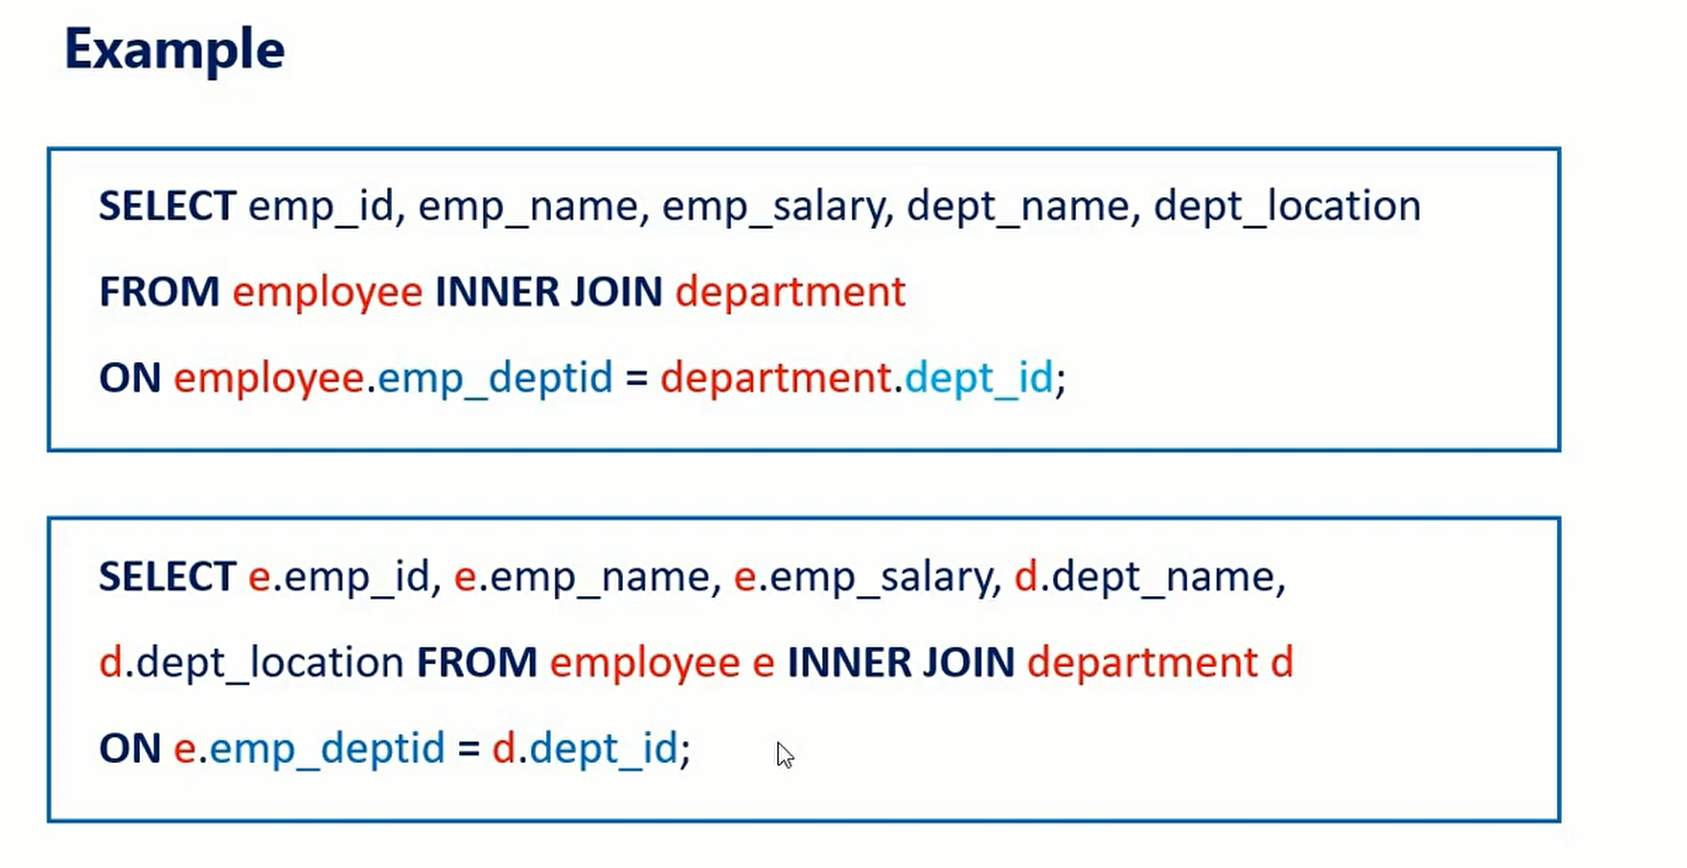 Example
SELECT emp_id, emp_name, emp_salary, dept_name, dept_location
FROM employee INNER JOIN department
ON employee.emp_deptid = department.dept_id;
SELECT e.emp_id, e.emp_name, e.emp_salary, d.dept_name,
d.dept_location FROM employee e INNER JOIN department d
ON e.emp_deptid = d.dept_id;